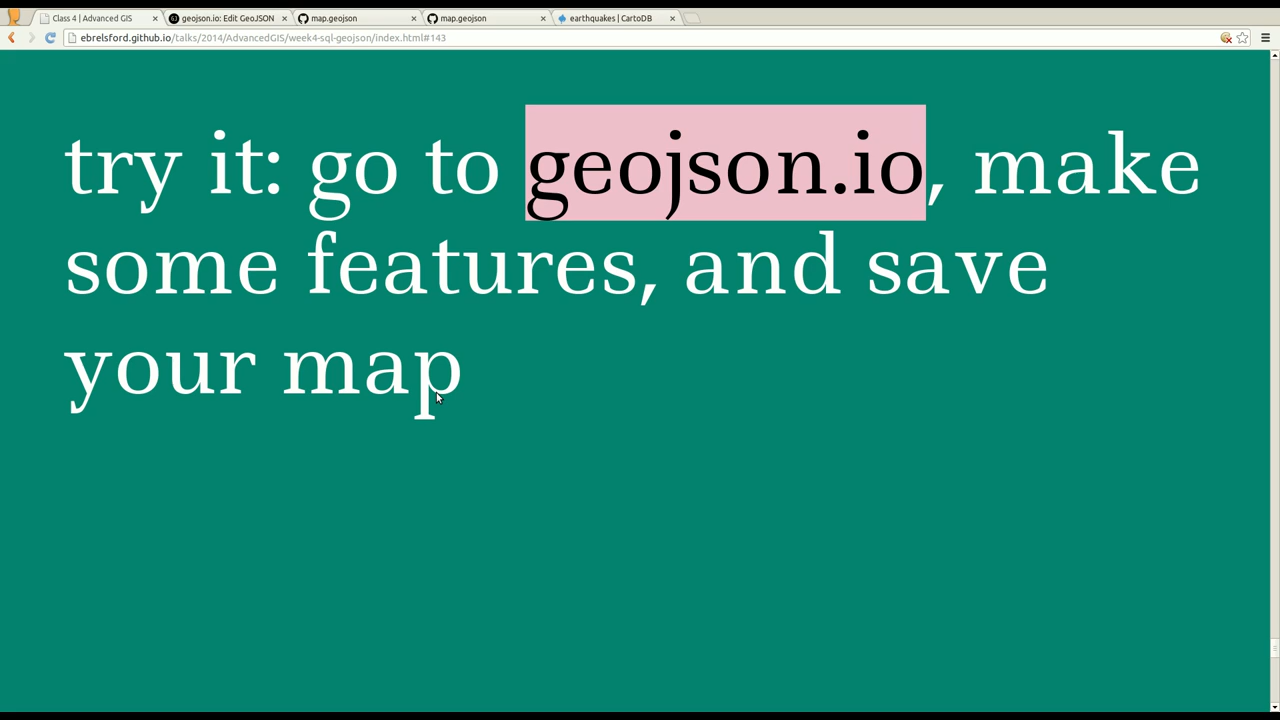 Class 4 | Advanced GIS
geojson.io: Edit GeoJSON
map.geojson
map.geojson
earthquakes | CartoDB
ebrelsford.github.io/talks/2014/AdvancedGIS/week4-sql-geojson/index.html#143
try it: go to geojson.io, make
some features, and save
your map